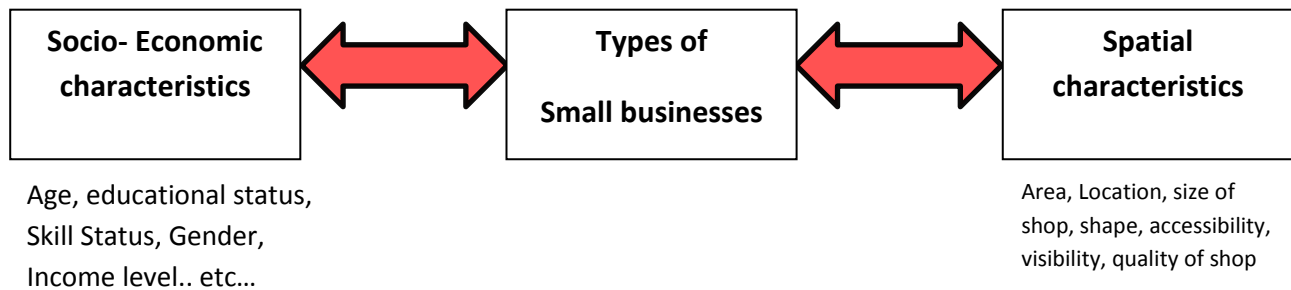 Socio- Economic
characteristics
Types of
Small businesses
Spatial
characteristics
Age, educational status,
Skill Status, Gender,
Income level.. etc…
Area, Location, size of
shop, shape, accessibility,
visibility, quality of shop